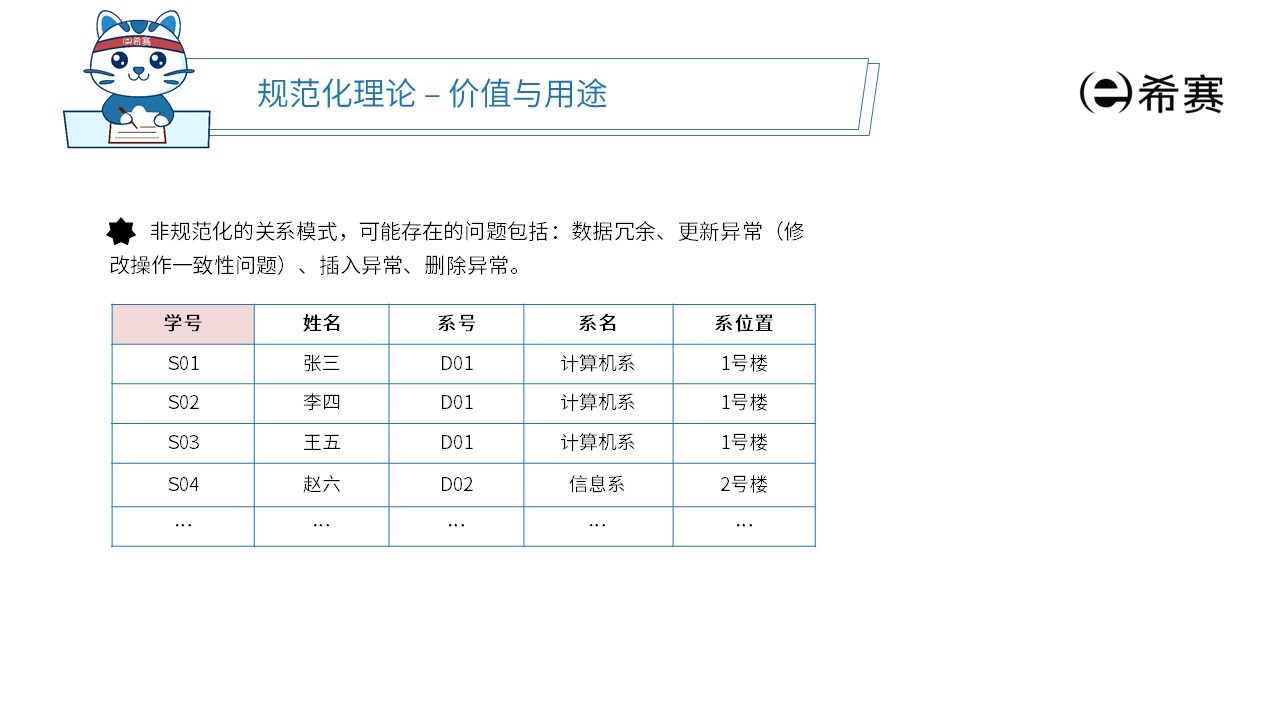 希赛
规范化理论 – 价值与用途
希赛
非规范化的关系模式，可能存在的问题包括：数据冗余、更新异常（修
改操作一致性问题）、插入异常、删除异常。
学号 姓名 系号 系名 系位置
S01 张三 D01 计算机系 1号楼
S02 李四 D01 计算机系 1号楼
S03 王五 D01 计算机系 1号楼
S04 赵六 D02 信息系 2号楼
… … … … …